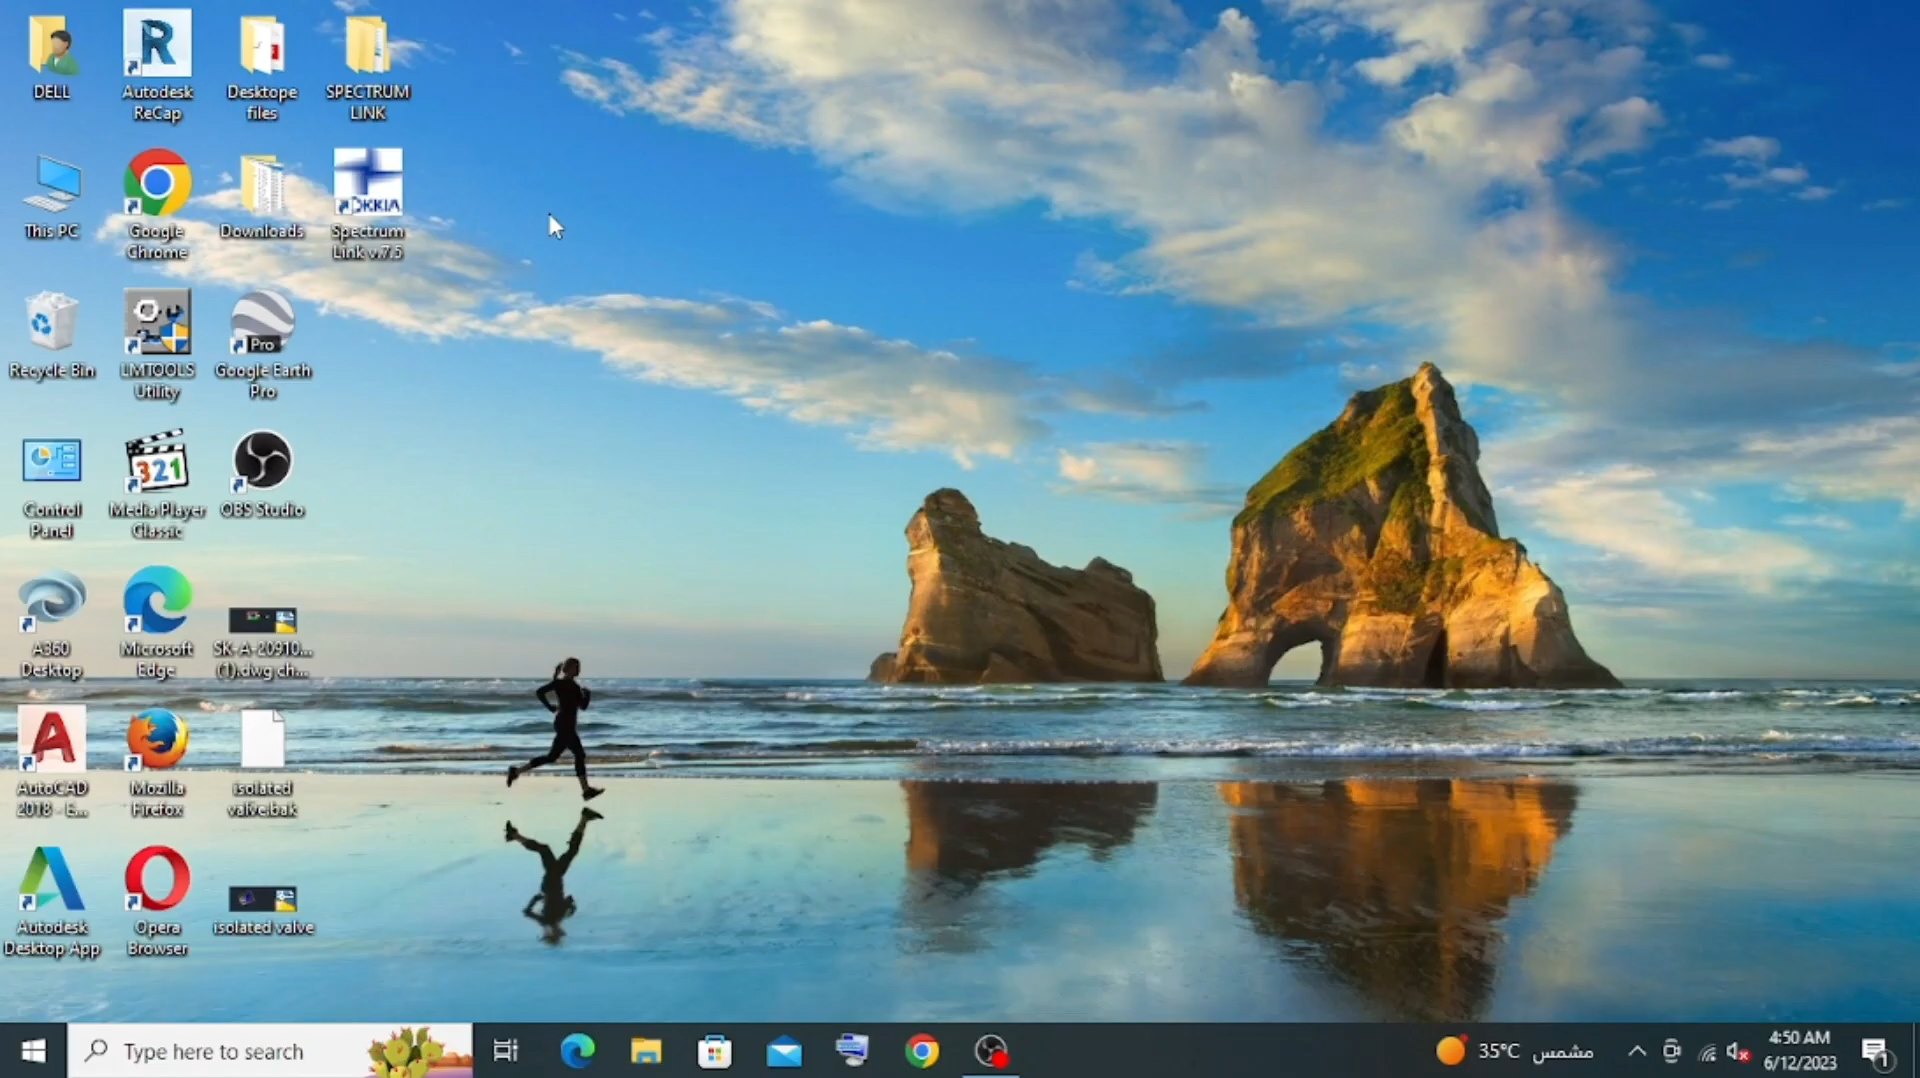 DELL
Autodesk
ReCap
Desktope
files
SPECTRUM
LINK
This PC
Google
Chrome
Downloads
Spectrum
Link v.7.5
Recycle Bin
LMTOOLS
Utility
Pro
Google Earth
Pro
Control
Panel
321
Media Player
Classic
OBS Studio
A360
Desktop
Microsoft
Edge
SK-A-20910...
(1).dwg ch...
AutoCAD
2018 - E...
Mozilla
Firefox
isolated
valve.bak
Autodesk
Desktop App
Opera
Browser
isolated valve
Type here to search
35°C مشمس
4:50 AM
6/12/2023
1